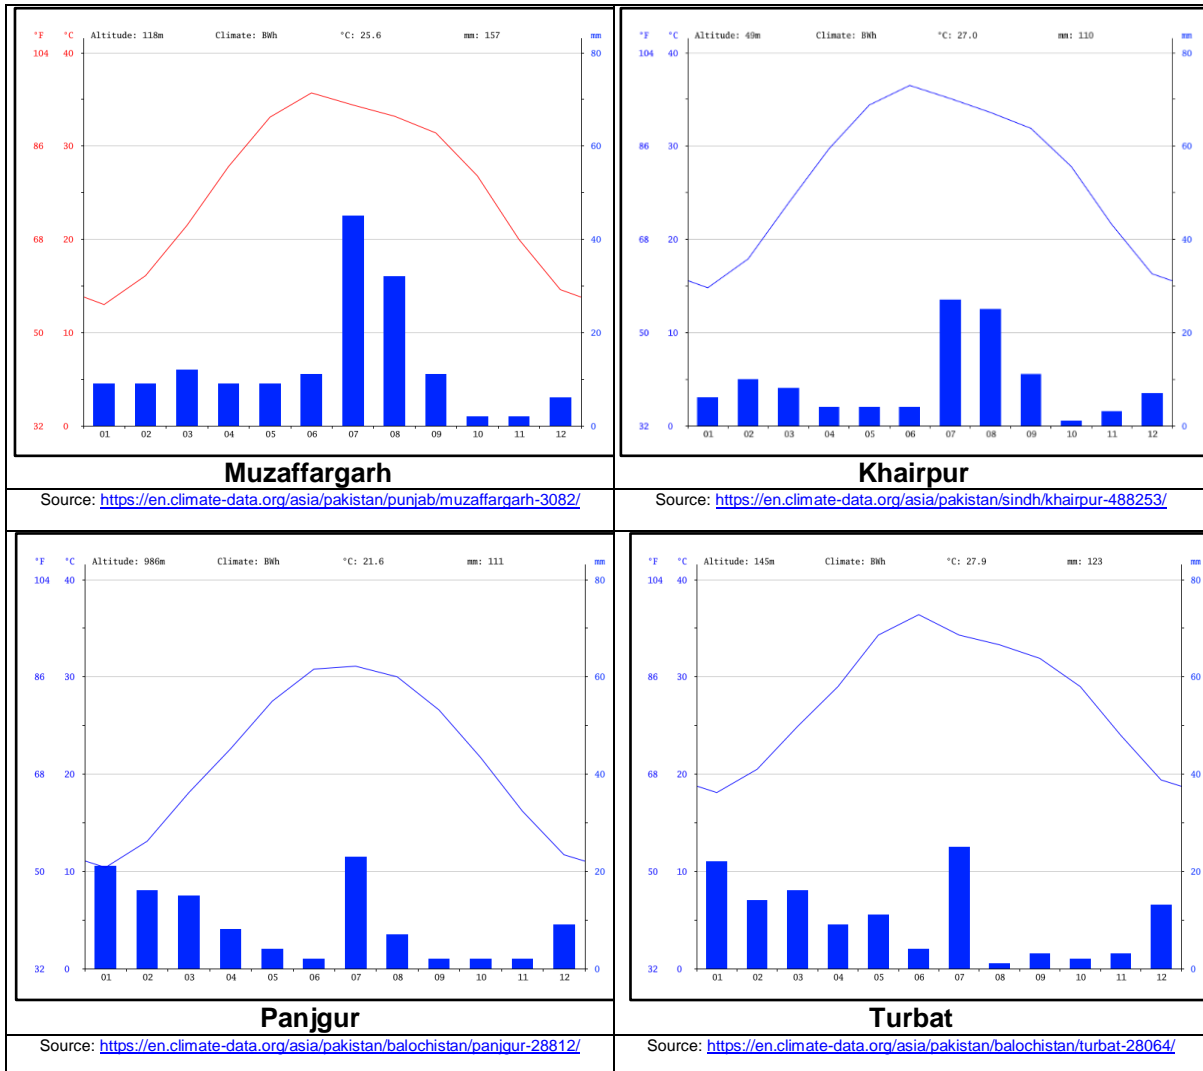 °F °C Altitude: 118m Climate: BWh °C: 25.6 mm: 157 mm
104 40 80
86 30 60
68 20 40
50 10 20
32 0 0
01 02 03 04 05 06 07 08 09 10 11 12
Muzaffargarh
Source: https://en.climate-data.org/asia/pakistan/punjab/muzaffargarh-3082/
°F °C Altitude: 49m Climate: BWh °C: 27.0 mm: 110 mm
104 40 80
86 30 60
68 20 40
50 10 20
32 0 0
01 02 03 04 05 06 07 08 09 10 11 12
Khairpur
Source: https://en.climate-data.org/asia/pakistan/sindh/khairpur-488253/
°F °C Altitude: 986m Climate: BWh °C: 21.6 mm: 111 mm
104 40 80
86 30 60
68 20 40
50 10 20
32 0 0
01 02 03 04 05 06 07 08 09 10 11 12
Panjgur
Source: https://en.climate-data.org/asia/pakistan/balochistan/panjgur-28812/
°F °C Altitude: 145m Climate: BWh °C: 27.9 mm: 123 mm
104 40 80
86 30 60
68 20 40
50 10 20
32 0 0
01 02 03 04 05 06 07 08 09 10 11 12
Turbat
Source: https://en.climate-data.org/asia/pakistan/balochistan/turbat-28064/